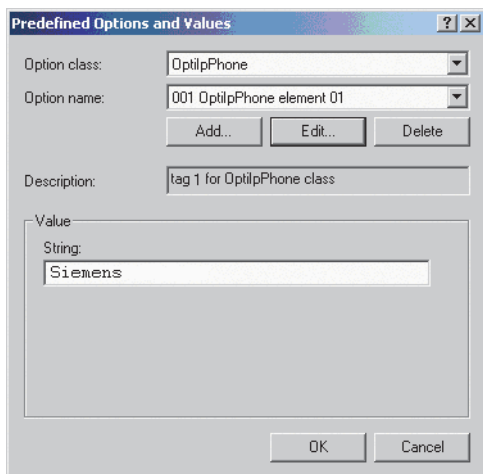 Predefined Options and Values
Option class: OptiIpPhone
Option name: 001 OptiIpPhone element 01
Add... Edit... Delete
Description: tag 1 for OptiIpPhone class
Value
String:
Siemens
OK Cancel